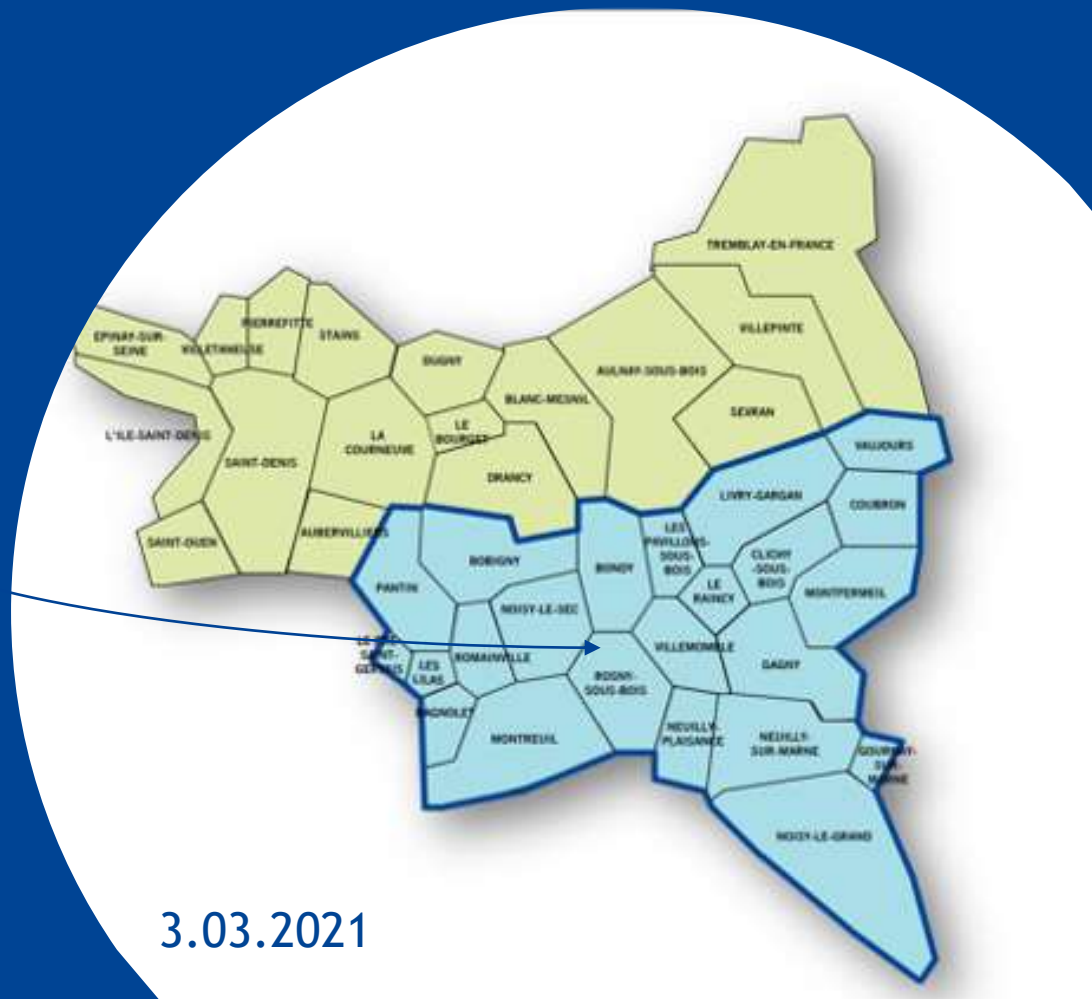 TREMBLAY-EN-FRANCE
PIERREFITTE
EPINAY-SUR-
SEINE
VILLETANEUSE
STAINS
VILLEPINTE
DUGNY
AULNAY-SOUS-BOIS
BLANC-MESNIL
SEVRAN
LE
BOURGET
L'ILE-SAINT-DENIS
LA
COURNEUVE
SAINT-DENIS
VAUJOURS
DRANCY
LIVRY-GARGAN
COUBRON
SAINT-OUEN
AUBERVILLIERS
LES
PAVILLONS-
SOUS-
BOIS
BOBIGNY
BONDY
CLICHY
-SOUS-
BOIS
PANTIN
LE
RAINCY
MONTFERMEIL
NOISY-LE-SEC
LE PRE-
SAINT-
GERVAIS
LES
LILAS
ROMAINVILLE
VILLEMOMBLE
GAGNY
ROSNY-
SOUS-BOIS
BAGNOLET
MONTREUIL
NEUILLY-
PLAISANCE
NEUILLY-
SUR-MARNE
GOURNAY-
SUR-
MARNE
NOISY-LE-GRAND
3.03.2021